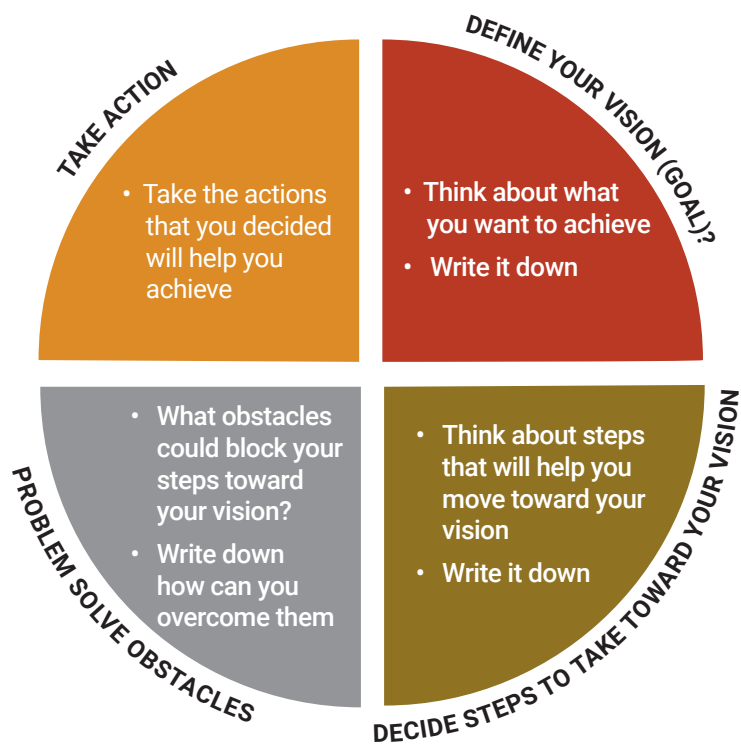 DEFINE YOUR VISION (GOAL)?
• Think about what
you want to achieve
• Write it down
DECIDE STEPS TO TAKE TOWARD YOUR VISION
• Think about steps
that will help you
move toward your
vision
• Write it down
PROBLEM SOLVE OBSTACLES
• What obstacles
could block your
steps toward
your vision?
• Write down
how can you
overcome them
TAKE ACTION
• Take the actions
that you decided
will help you
achieve